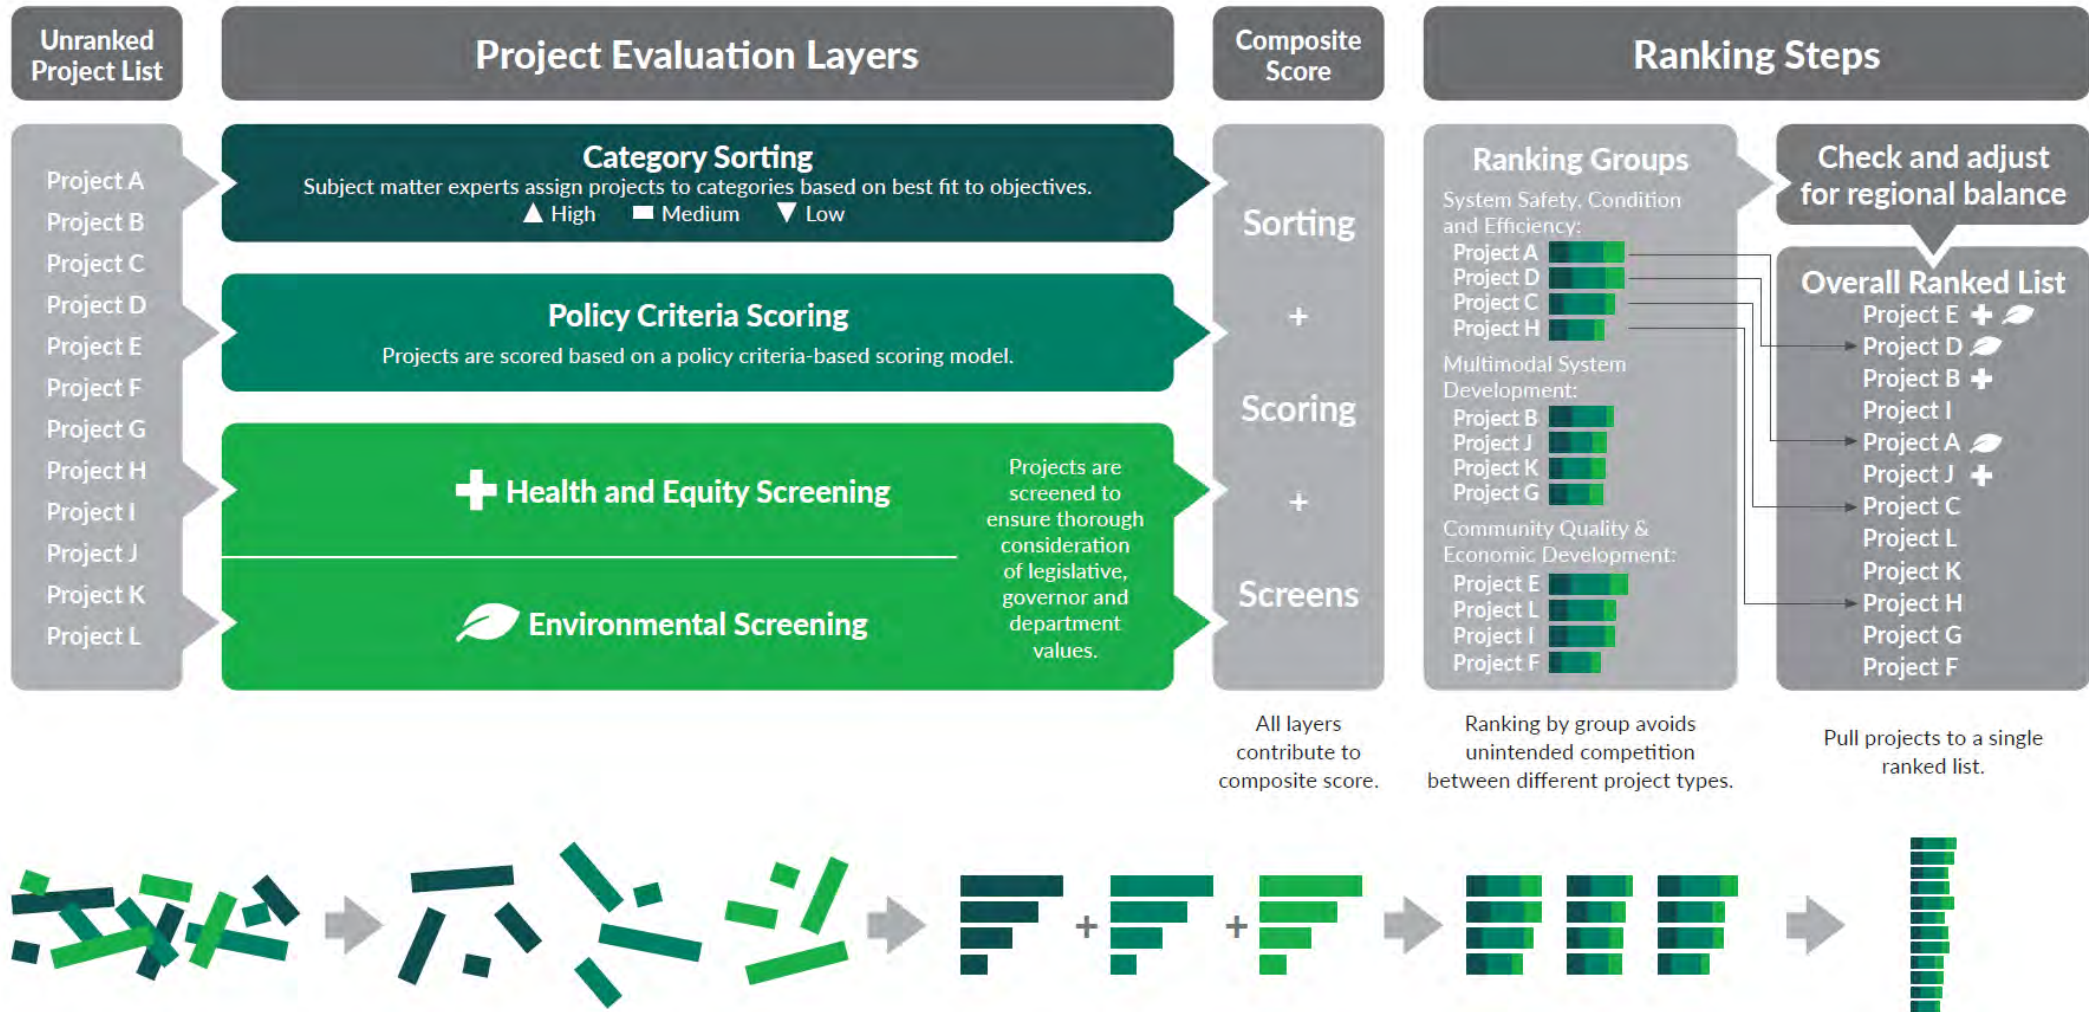 Unranked
Project List
Project Evaluation Layers
Composite
Score
Ranking Steps
Project A
Project B
Project C
Project D
Project E
Project F
Project G
Project H
Project I
Project J
Project K
Project L
Category Sorting
Subject matter experts assign projects to categories based on best fit to objectives.
▲ High ■ Medium ▼ Low
Policy Criteria Scoring
Projects are scored based on a policy criteria-based scoring model.
Health and Equity Screening
Environmental Screening
Projects are
screened to
ensure thorough
consideration
of legislative,
governor and
department
values.
Sorting
+
Scoring
+
Screens
All layers
contribute to
composite score.
Ranking Groups
System Safety, Condition
and Efficiency:
Project A
Project D
Project C
Project H
Multimodal System
Development:
Project B
Project J
Project K
Project G
Community Quality &
Economic Development:
Project E
Project L
Project I
Project F
Ranking by group avoids
unintended competition
between different project types.
Check and adjust
for regional balance
Overall Ranked List
Project E
Project D
Project B
Project I
Project A
Project J
Project C
Project L
Project K
Project H
Project G
Project F
Pull projects to a single
ranked list.
+ +